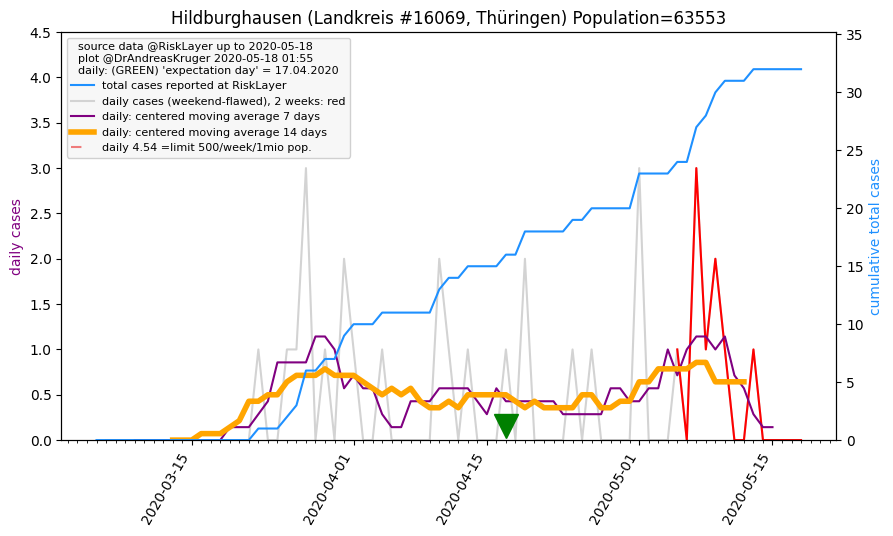 Hildburghausen (Landkreis #16069, Thüringen) Population=63553
source data @RiskLayer up to 2020-05-18
plot @DrAndreasKruger 2020-05-18 01:55
daily: (GREEN) 'expectation day' = 17.04.2020
total cases reported at RiskLayer
daily cases (weekend-flawed), 2 weeks: red
daily: centered moving average 7 days
daily: centered moving average 14 days
daily 4.54 =limit 500/week/1mio pop.
daily cases
4.5
4.0
3.5
3.0
2.5
2.0
1.5
1.0
0.5
0.0
35
30
25
20
15
10
5
0
cumulative total cases
2020-03-15
2020-04-01
2020-04-15
2020-05-01
2020-05-15